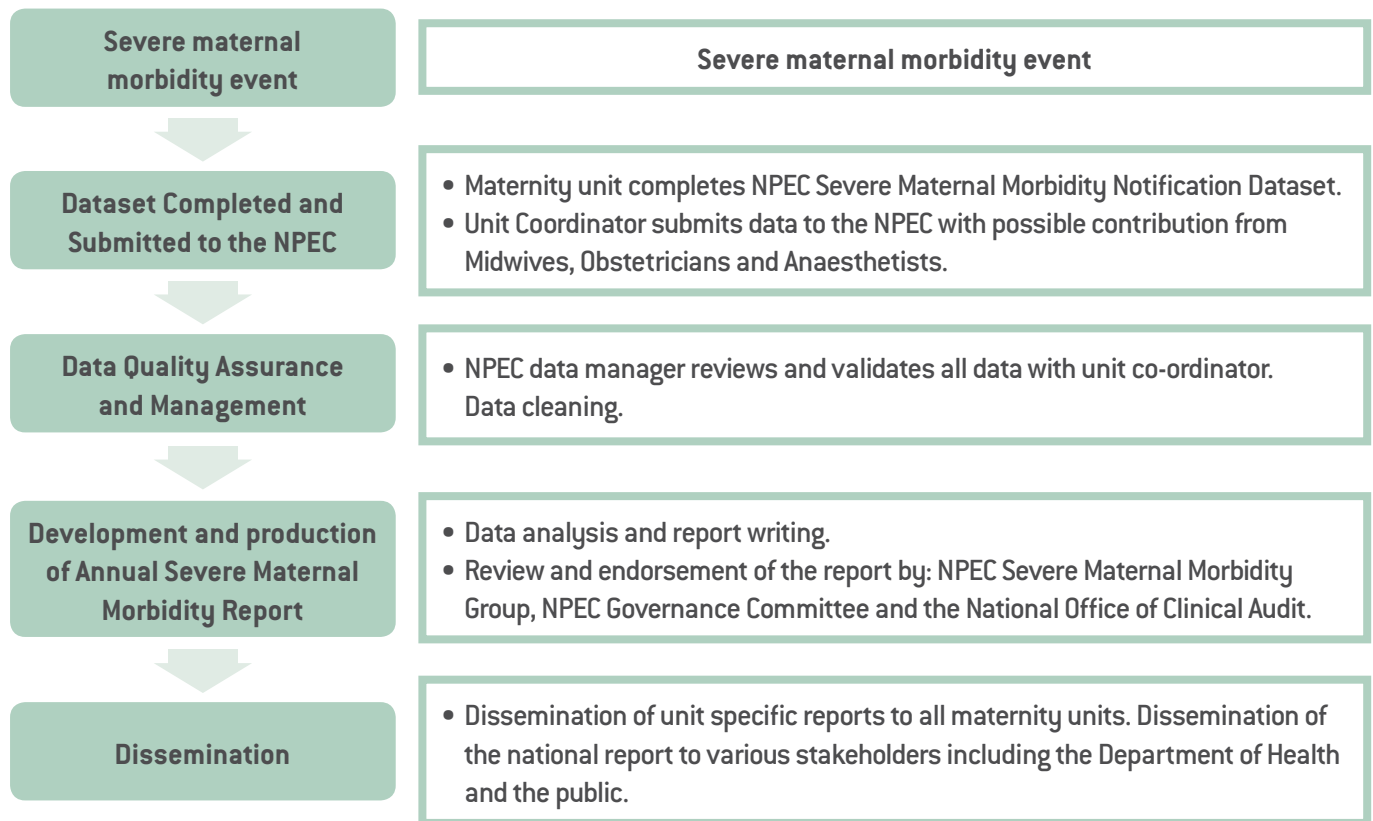 Severe maternal
morbidity event
Severe maternal morbidity event
Dataset Completed and
Submitted to the NPEC
• Maternity unit completes NPEC Severe Maternal Morbidity Notification Dataset.
• Unit Coordinator submits data to the NPEC with possible contribution from
Midwives, Obstetricians and Anaesthetists.
Data Quality Assurance
and Management
• NPEC data manager reviews and validates all data with unit co-ordinator.
Data cleaning.
Development and production
of Annual Severe Maternal
Morbidity Report
• Data analysis and report writing.
• Review and endorsement of the report by: NPEC Severe Maternal Morbidity
Group, NPEC Governance Committee and the National Office of Clinical Audit.
Dissemination
• Dissemination of unit specific reports to all maternity units. Dissemination of
the national report to various stakeholders including the Department of Health
and the public.